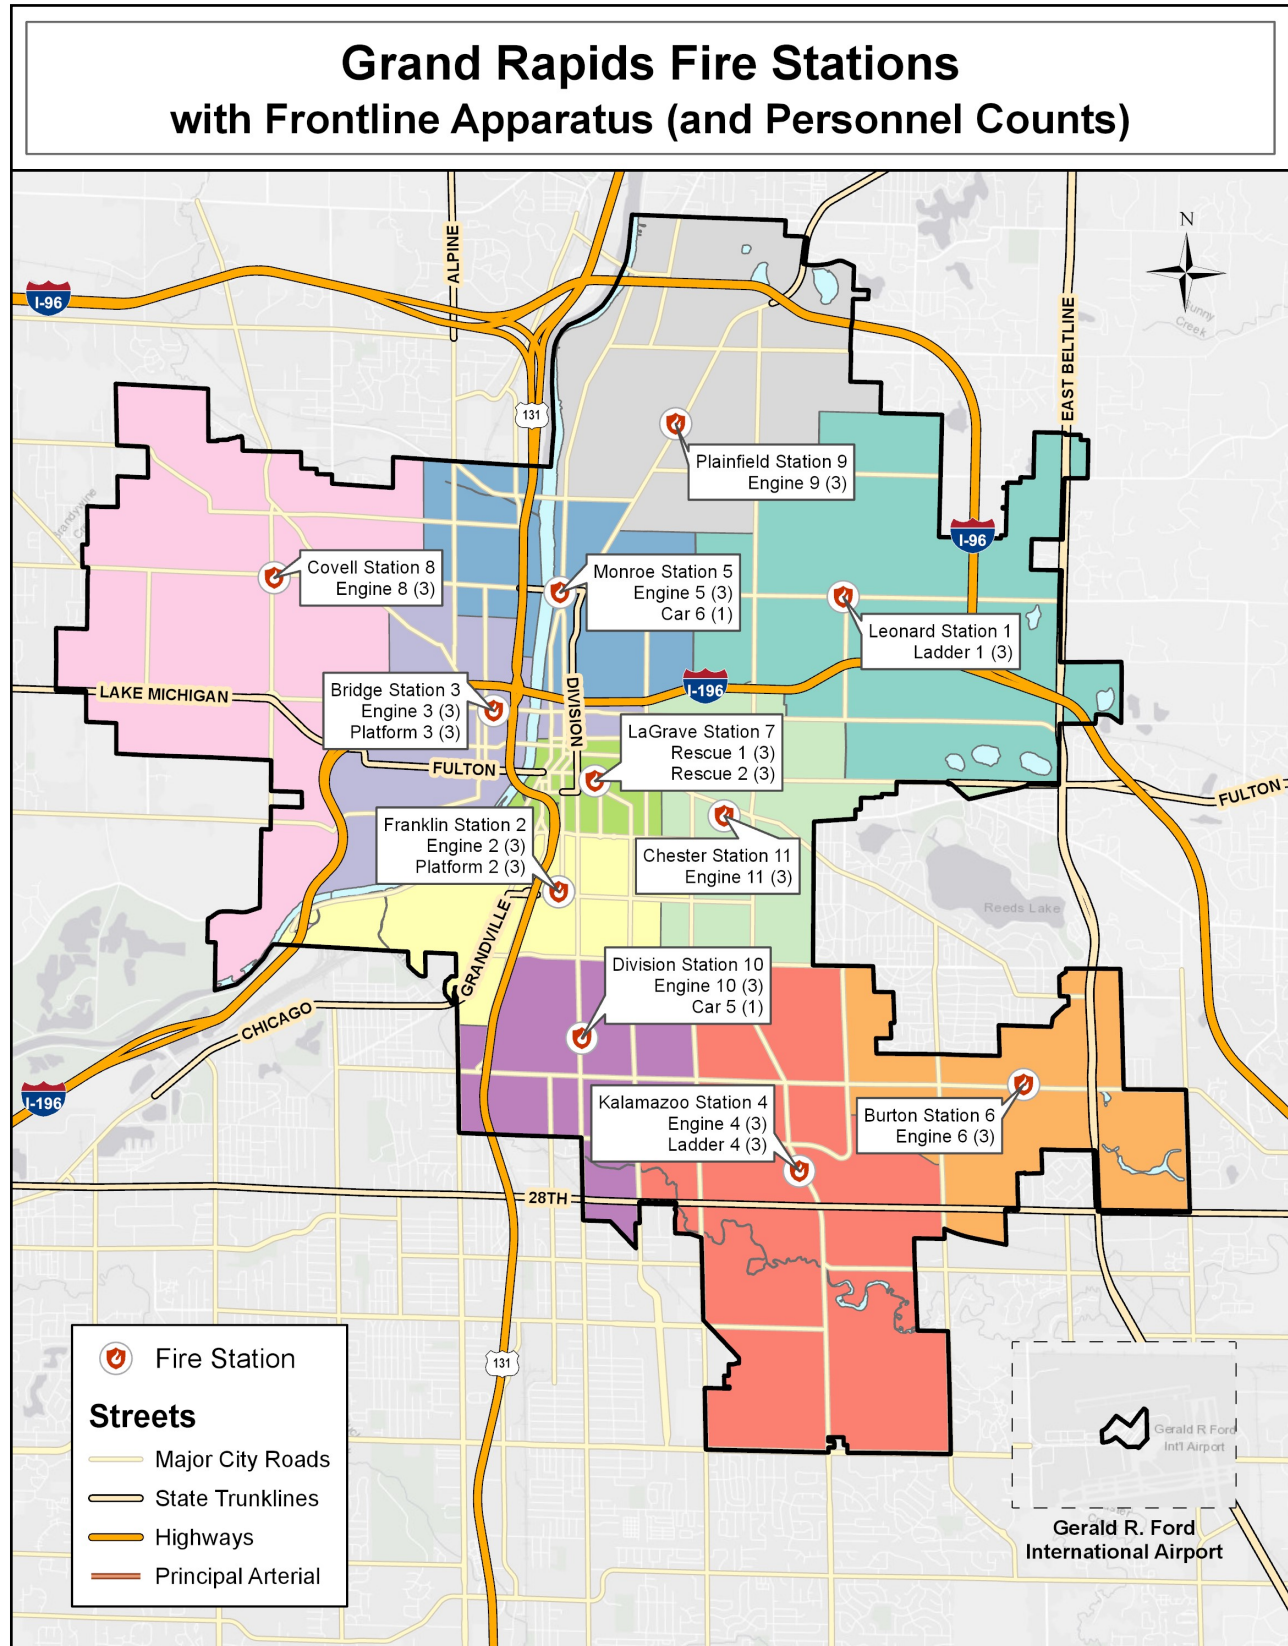 Grand Rapids Fire Stations
with Frontline Apparatus (and Personnel Counts)
N
ALPINE
I-96
EAST BELTLINE
131
Plainfield Station 9
Engine 9 (3)
I-96
Covell Station 8
Engine 8 (3)
Monroe Station 5
Engine 5 (3)
Car 6 (1)
Leonard Station 1
Ladder 1 (3)
LAKE MICHIGAN
Bridge Station 3
Engine 3 (3)
Platform 3 (3)
DIVISION
I-196
LaGrave Station 7
Rescue 1 (3)
Rescue 2 (3)
FULTON
FULTON
Franklin Station 2
Engine 2 (3)
Platform 2 (3)
Chester Station 11
Engine 11 (3)
Reeds Lake
GRANDVILLE
Division Station 10
Engine 10 (3)
Car 5 (1)
CHICAGO
I-196
Kalamazoo Station 4
Engine 4 (3)
Ladder 4 (3)
Burton Station 6
Engine 6 (3)
28TH
131
Fire Station
Streets
Major City Roads
State Trunklines
Highways
Principal Arterial
Gerald R Ford
Int'l Airport
Gerald R. Ford
International Airport